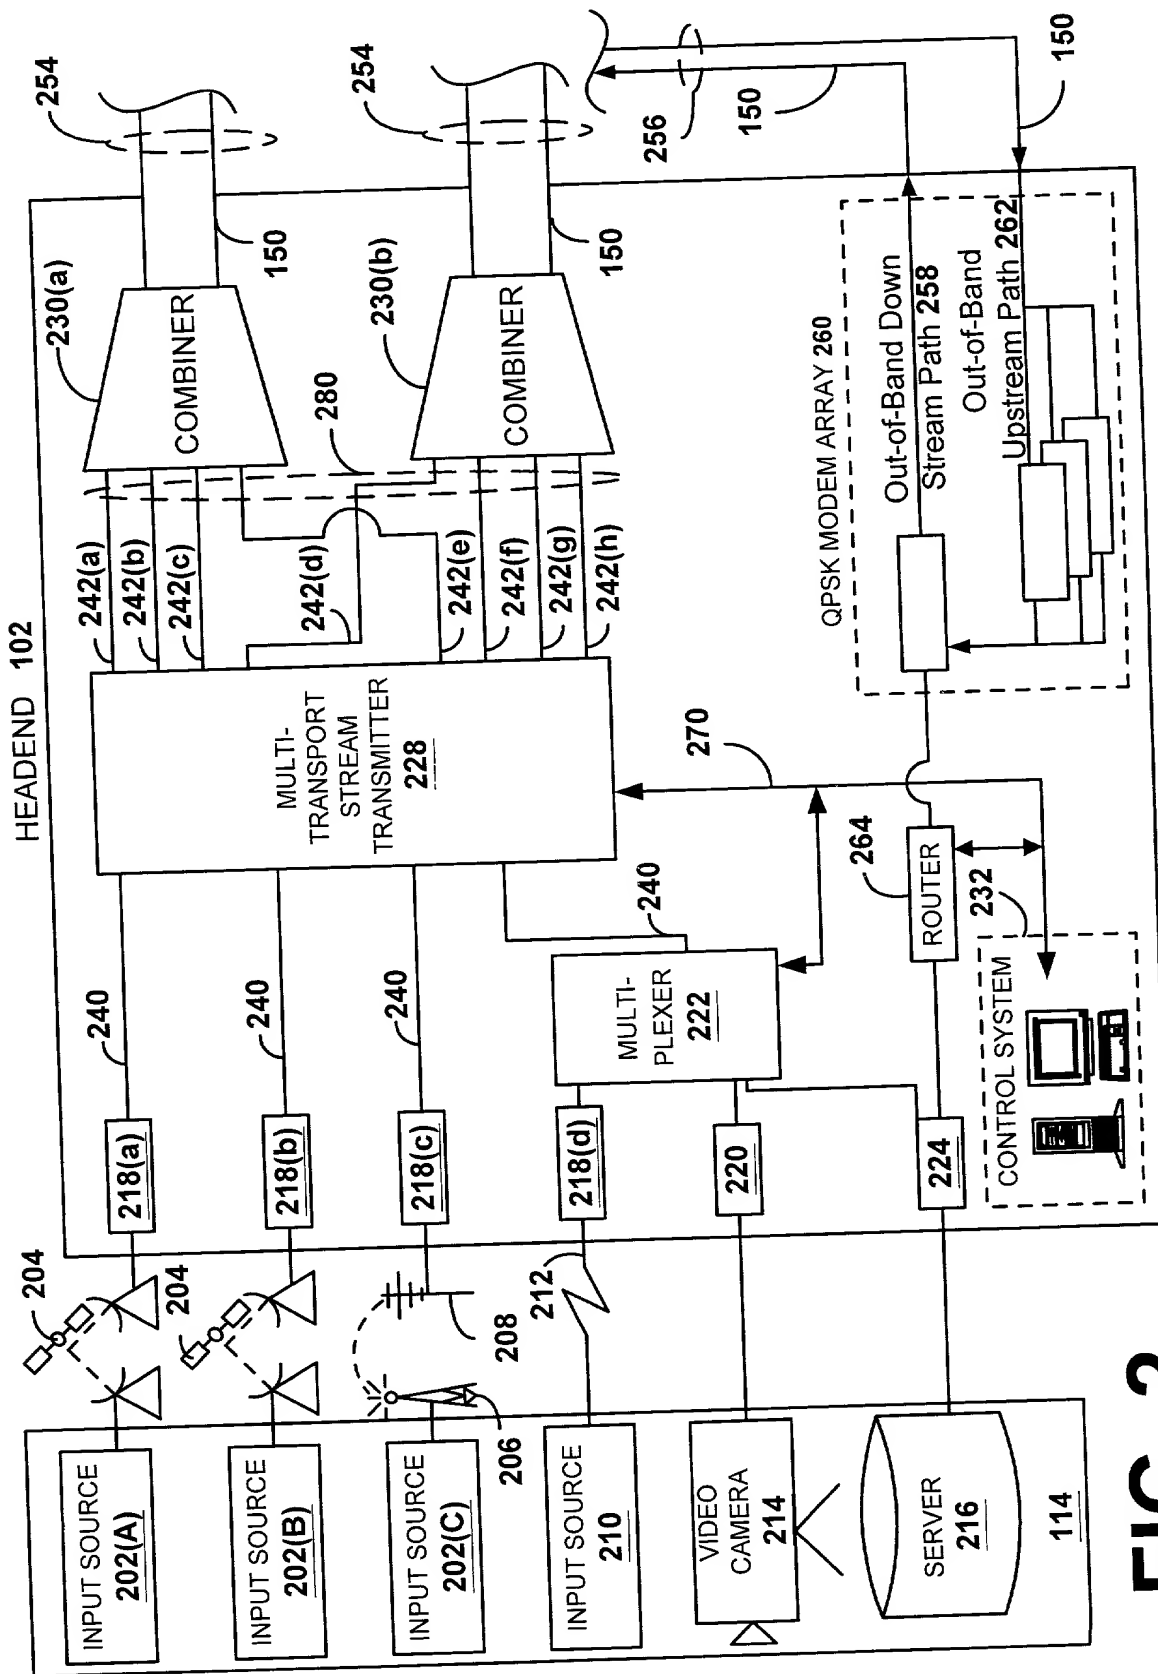 HEADEND 102
INPUT SOURCE
202(A)
INPUT SOURCE
202(B)
INPUT SOURCE
202(C)
INPUT SOURCE
210
VIDEO
CAMERA
214
SERVER
216
114
204
204
206
208
212
218(a)
218(b)
218(c)
218(d)
220
224
240
240
240
240
MULTI-
PLEXER
222
MULTI-
TRANSPORT
STREAM
TRANSMITTER
228
242(a)
242(b)
242(c)
242(d)
242(e)
242(f)
242(g)
242(h)
280
230(a)
COMBINER
230(b)
COMBINER
150
150
254
254
256
150
150
270
264
ROUTER
232
CONTROL SYSTEM
QPSK MODEM ARRAY 260
Out-of-Band Down
Stream Path 258
Out-of-Band
Upstream Path 262